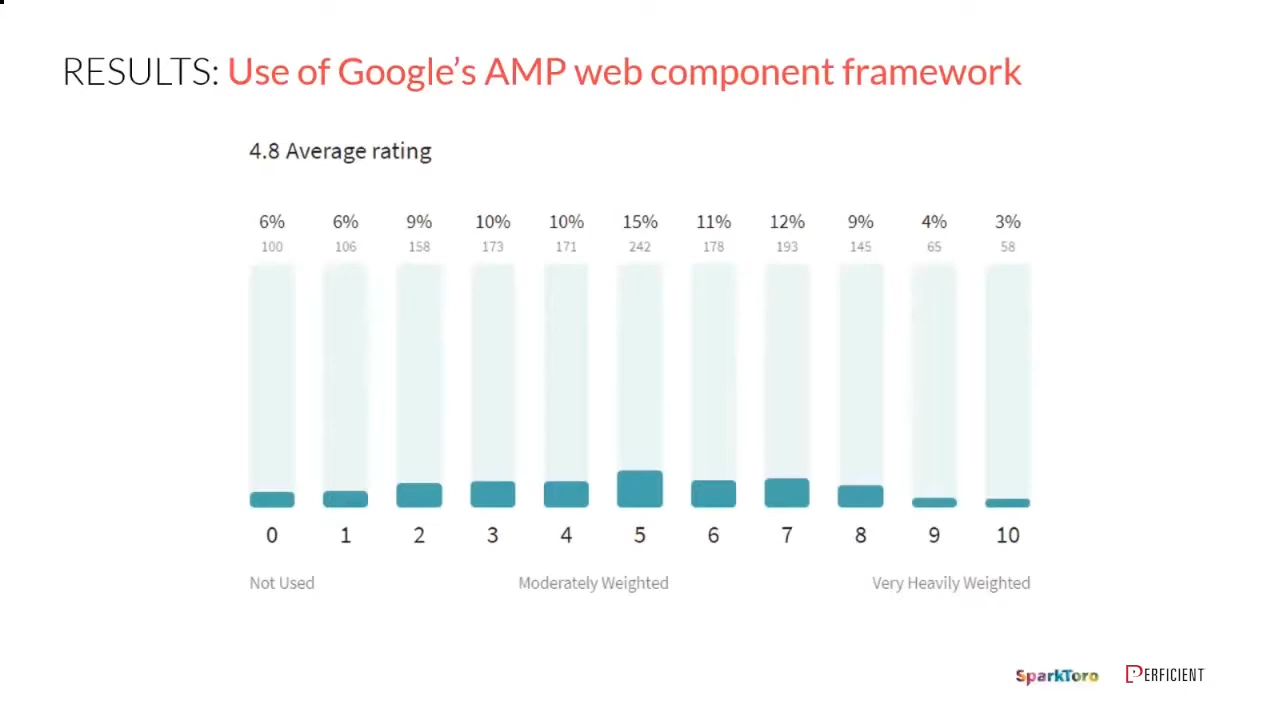 RESULTS: Use of Google's AMP web component framework
4.8 Average rating
6% 6% 9% 10% 10% 15% 11% 12% 9% 4% 3%
100 106 158 173 171 242 178 193 145 65 58
0 1 2 3 4 5 6 7 8 9 10
Not Used Moderately Weighted Very Heavily Weighted
SparkToro PERFICIENT